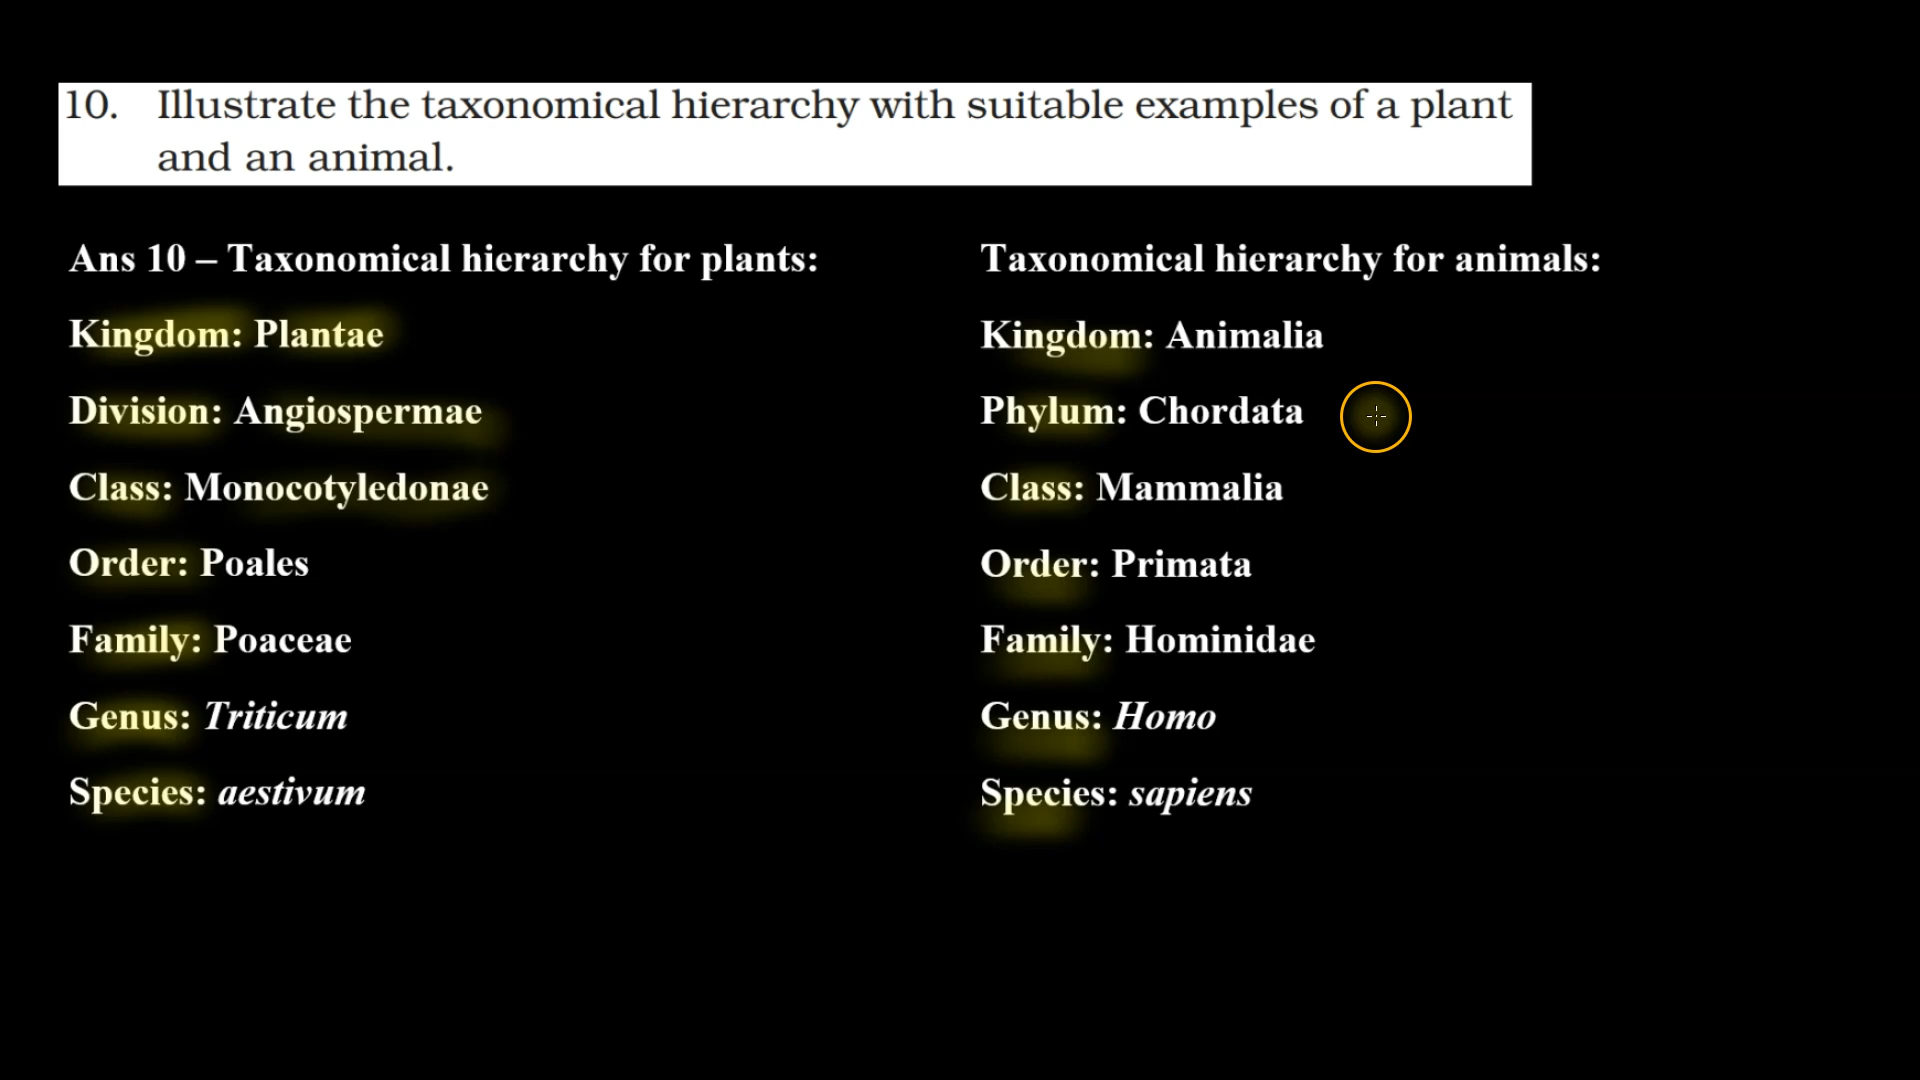 10. Illustrate the taxonomical hierarchy with suitable examples of a plant
and an animal.
Ans 10 – Taxonomical hierarchy for plants:
Kingdom: Plantae
Division: Angiospermae
Class: Monocotyledonae
Order: Poales
Family: Poaceae
Genus: Triticum
Species: aestivum
Taxonomical hierarchy for animals:
Kingdom: Animalia
Phylum: Chordata
Class: Mammalia
Order: Primata
Family: Hominidae
Genus: Homo
Species: sapiens